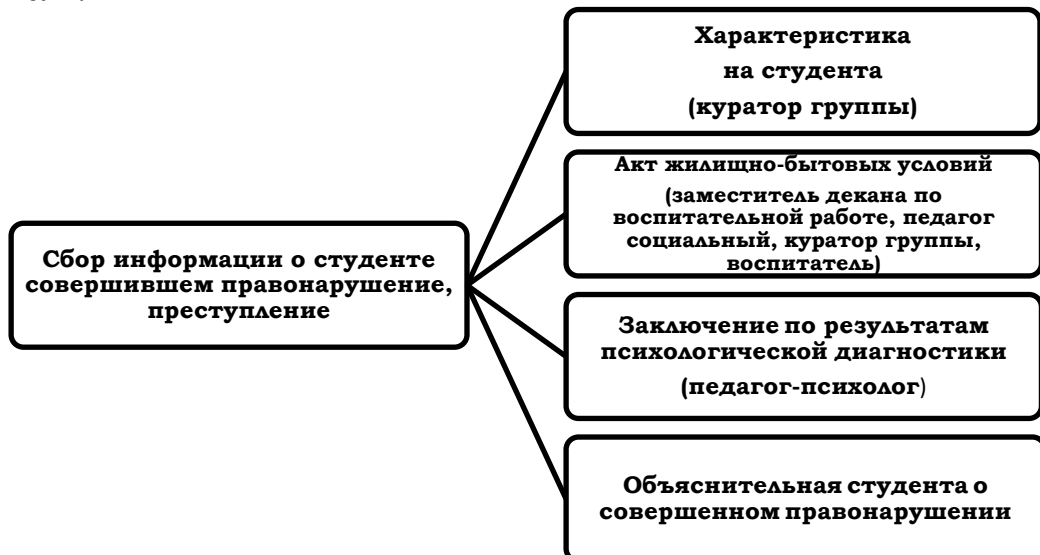 Сбор информации о студенте
совершившем правонарушение,
преступление
Характеристика
на студента
(куратор группы)
Акт жилищно-бытовых условий
(заместитель декана по
воспитательной работе, педагог
социальный, куратор группы,
воспитатель)
Заключение по результатам
психологической диагностики
(педагог-психолог)
Объяснительная студента о
совершенном правонарушении